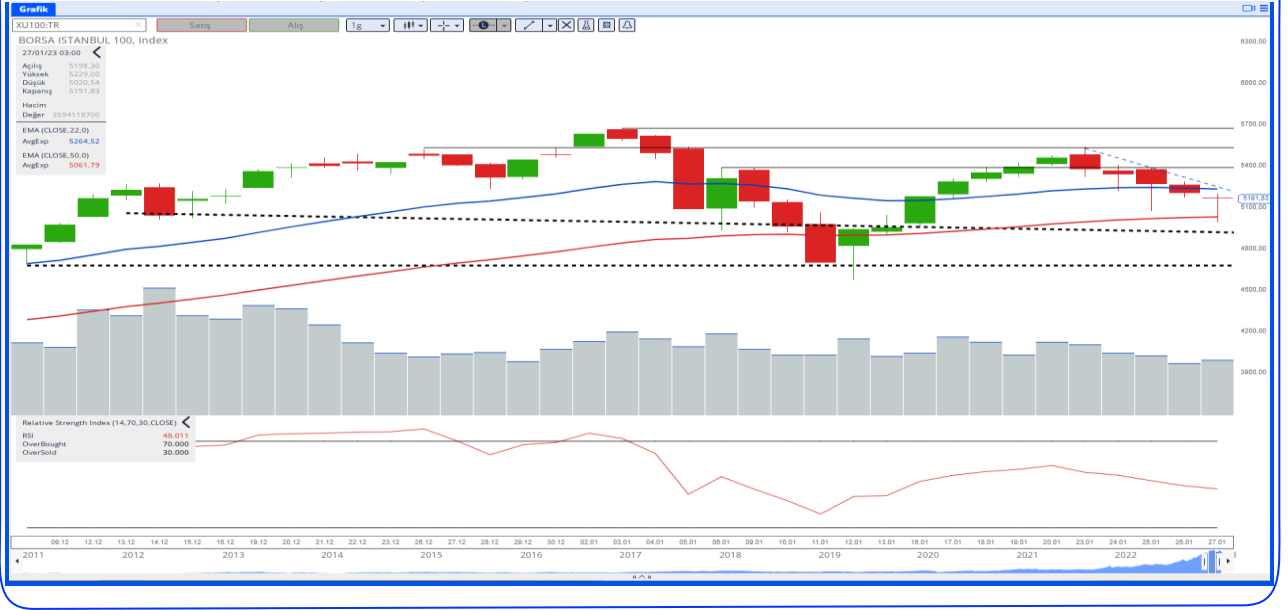 Grafik
XU100:TR
Satış
Alış
1g
L
BORSA ISTANBUL 100, Index
27/01/23 03:00
Açılış 5198,30
Yüksek 5229,00
Düşük 5020,54
Kapanış 5191,83
Hacim
Değer 3594118700
EMA (CLOSE,22,0)
AvgExp 5264,52
EMA (CLOSE,50,0)
AvgExp 5061,79
6300,00
6000,00
5700,00
5400,00
5191,83
5100,00
4800,00
4500,00
4200,00
3900,00
Relative Strength Index (14,70,30,CLOSE)
RSI 48.011
OverBought 70.000
OverSold 30.000
09.12 12.12 13.12 14.12 15.12 16.12 19.12 20.12 21.12 22.12 23.12 26.12 27.12 28.12 29.12 30.12 02.01 03.01 04.01 05.01 06.01 09.01 10.01 11.01 12.01 13.01 16.01 17.01 18.01 19.01 20.01 23.01 24.01 25.01 26.01 27.01
2011 2012 2013 2014 2015 2016 2017 2018 2019 2020 2021 2022